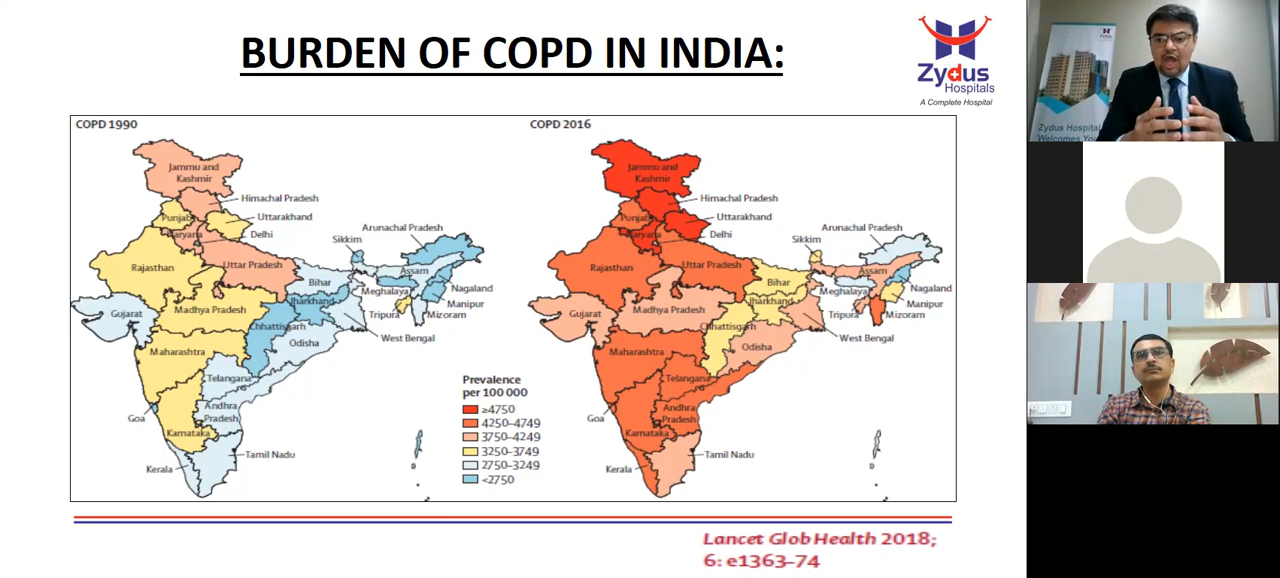 BURDEN OF COPD IN INDIA:
Zydus
Hospitals
A Complete Hospital
COPD 1990
Jammu and
Kashmir
Himachal Pradesh
Punjab
Uttarakhand
Haryana
Delhi
Arunachal Pradesh
Sikkim
Rajasthan
Uttar Pradesh
Assam
Bihar
Meghalaya
Nagaland
Jharkhand
Manipur
Gujarat
Madhya Pradesh
Tripura
Mizoram
Chhattisgarh
West Bengal
Odisha
Maharashtra
Telangana
Goa
Andhra
Pradesh
Karnataka
Tamil Nadu
Kerala
Prevalence
per 100 000
≥4750
4250–4749
3750–4249
3250–3749
2750–3249
<2750
COPD 2016
Jammu and
Kashmir
Himachal Pradesh
Punjab
Uttarakhand
Haryana
Delhi
Arunachal Pradesh
Sikkim
Rajasthan
Uttar Pradesh
Assam
Bihar
Meghalaya
Nagaland
Jharkhand
Manipur
Gujarat
Madhya Pradesh
Tripura
Mizoram
Chhattisgarh
West Bengal
Odisha
Maharashtra
Telangana
Goa
Andhra
Pradesh
Karnataka
Tamil Nadu
Kerala
Lancet Glob Health 2018;
6: e1363–74
Zydus Hospital
Welcomes You